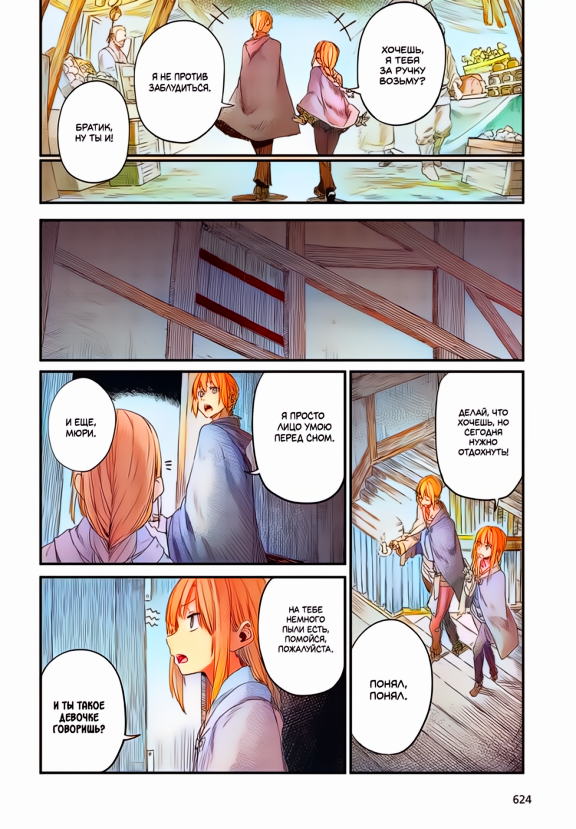 ХОЧЕШЬ,
Я ТЕБЯ
ЗА РУЧКУ
ВОЗЬМУ?
Я НЕ ПРОТИВ
ЗАБЛУДИТЬСЯ.
БРАТИК,
НУ ТЫ И!
ДЕЛАЙ, ЧТО
ХОЧЕШЬ, НО
СЕГОДНЯ
НУЖНО
ОТДОХНУТЬ!
ПОНЯЛ,
ПОНЯЛ.
Я ПРОСТО
ЛИЦО УМОЮ
ПЕРЕД СНОМ.
И ЕЩЕ,
МЮРИ.
НА ТЕБЕ
НЕМНОГО
ПЫЛИ ЕСТЬ,
ПОМОЙСЯ,
ПОЖАЛУЙСТА.
И ТЫ ТАКОЕ
ДЕВОЧКЕ
ГОВОРИШЬ?
624